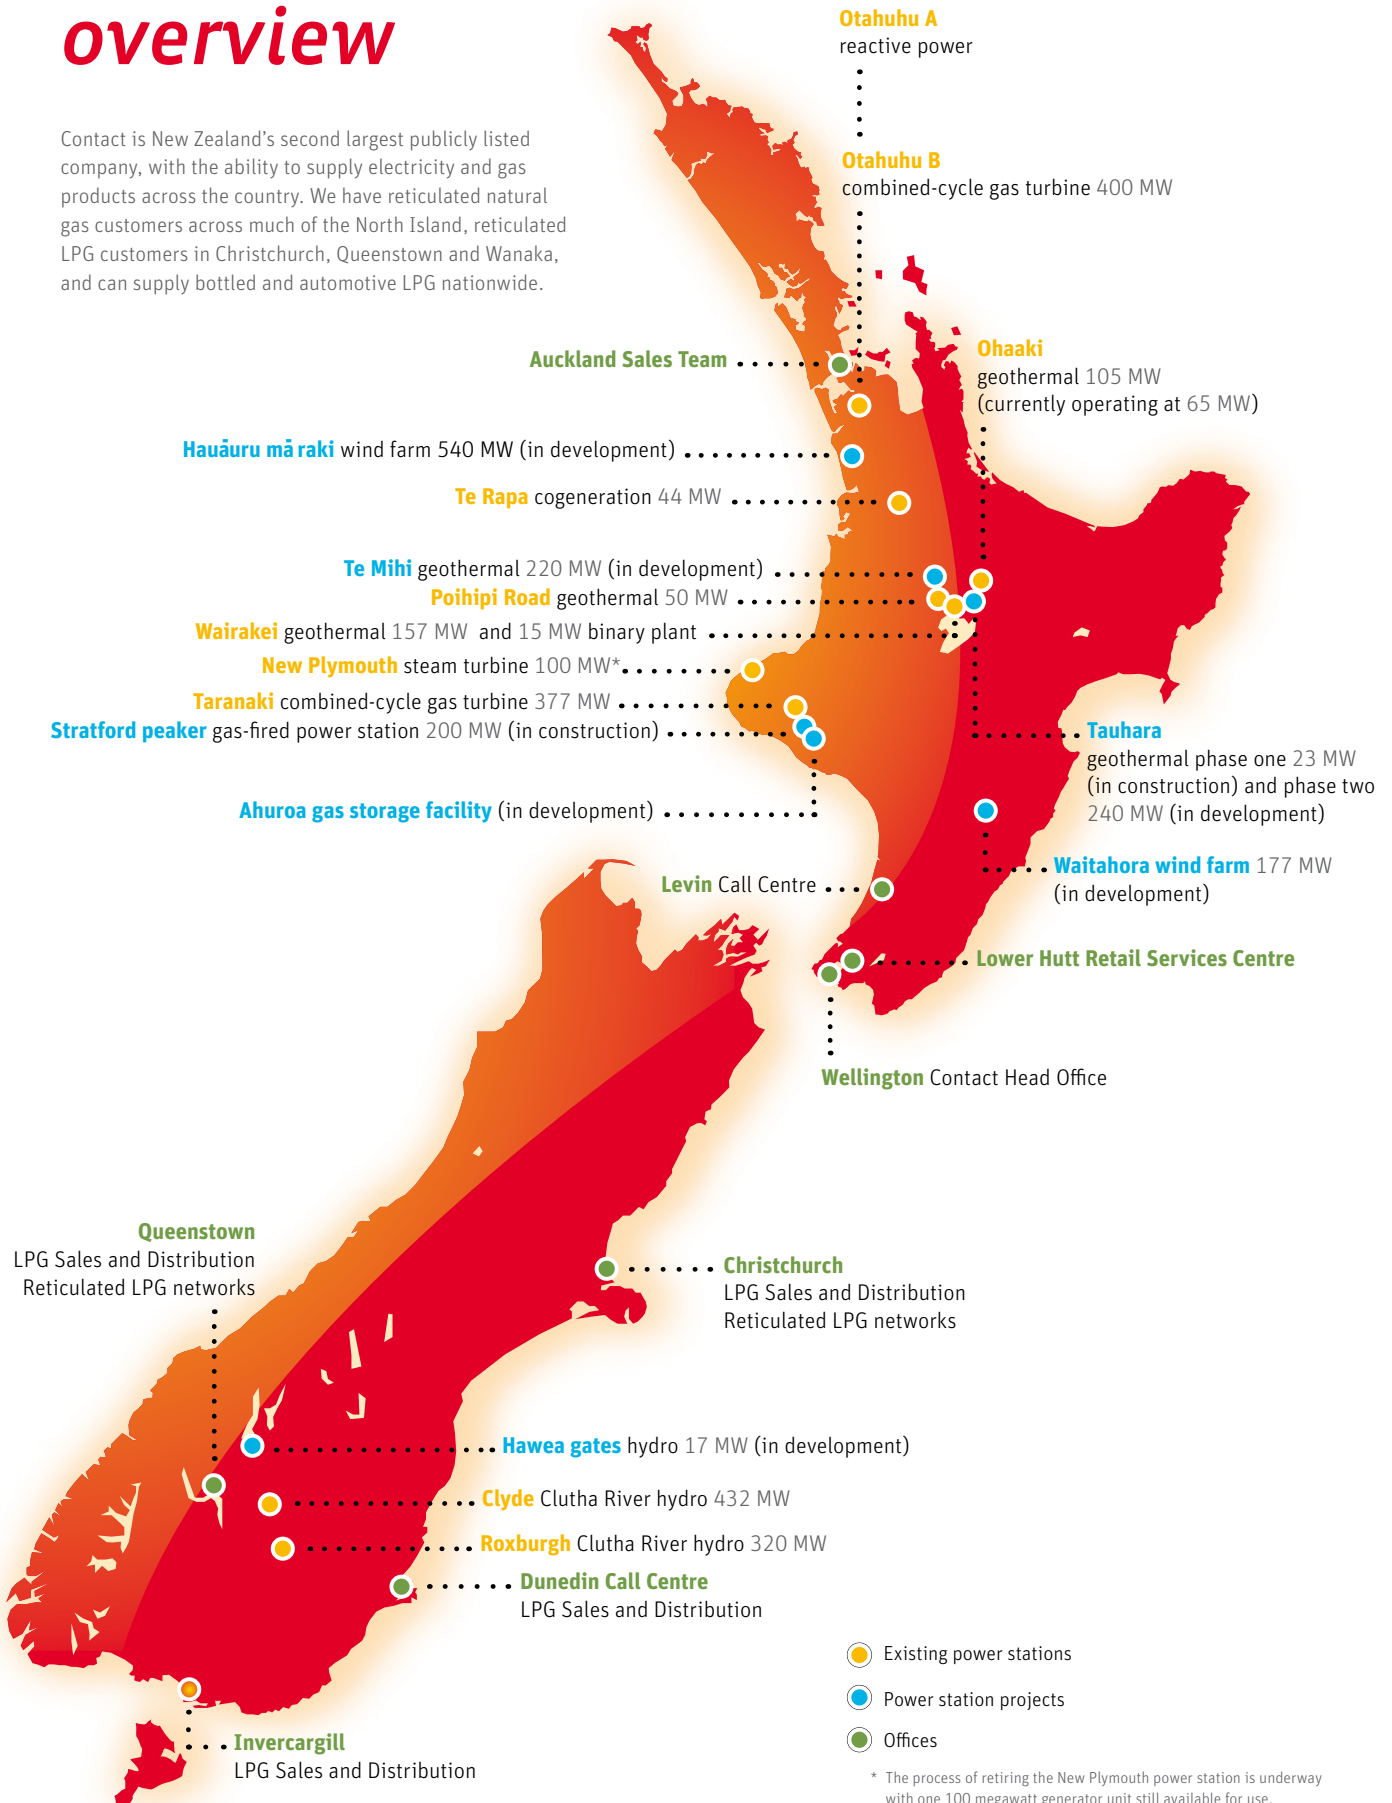 overview
Contact is New Zealand's second largest publicly listed
company, with the ability to supply electricity and gas
products across the country. We have reticulated natural
gas customers across much of the North Island, reticulated
LPG customers in Christchurch, Queenstown and Wanaka,
and can supply bottled and automotive LPG nationwide.
Otahuhu A
reactive power
Otahuhu B
combined-cycle gas turbine 400 MW
Auckland Sales Team
Ohaaki
geothermal 105 MW
(currently operating at 65 MW)
Hauāuru mā raki wind farm 540 MW (in development)
Te Rapa cogeneration 44 MW
Te Mihi geothermal 220 MW (in development)
Poihipi Road geothermal 50 MW
Wairakei geothermal 157 MW and 15 MW binary plant
New Plymouth steam turbine 100 MW*
Taranaki combined-cycle gas turbine 377 MW
Stratford peaker gas-fired power station 200 MW (in construction)
Ahuroa gas storage facility (in development)
Tauhara
geothermal phase one 23 MW
(in construction) and phase two
240 MW (in development)
Waitahora wind farm 177 MW
(in development)
Levin Call Centre
Lower Hutt Retail Services Centre
Wellington Contact Head Office
Queenstown
LPG Sales and Distribution
Reticulated LPG networks
Christchurch
LPG Sales and Distribution
Reticulated LPG networks
Hawea gates hydro 17 MW (in development)
Clyde Clutha River hydro 432 MW
Roxburgh Clutha River hydro 320 MW
Dunedin Call Centre
LPG Sales and Distribution
Invercargill
LPG Sales and Distribution
Existing power stations
Power station projects
Offices
* The process of retiring the New Plymouth power station is underway
with one 100 megawatt generator unit still available for use.